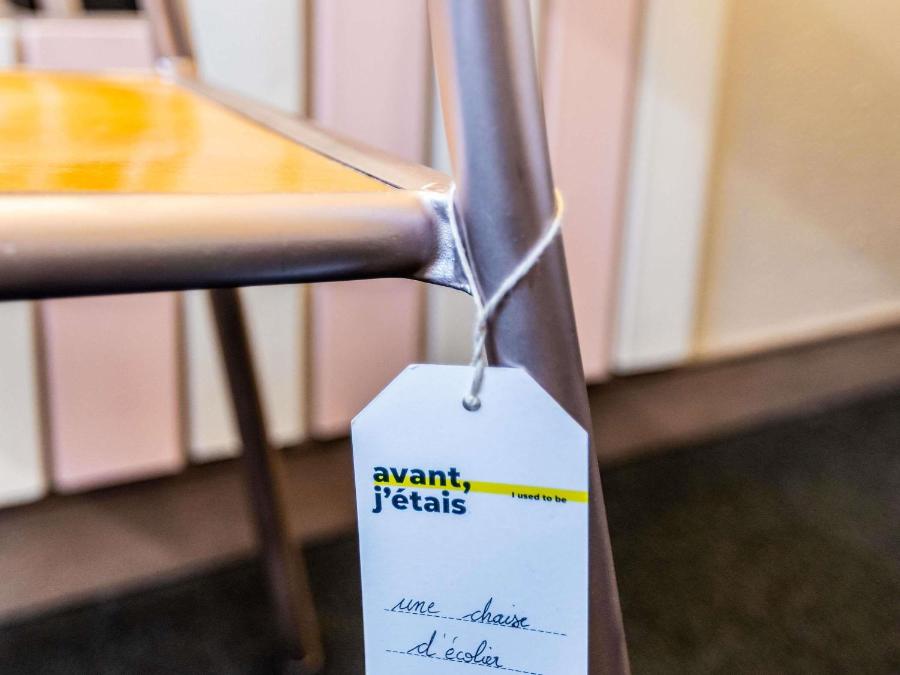 avant,
j'étais
I used to be
une chaise
d'écolier